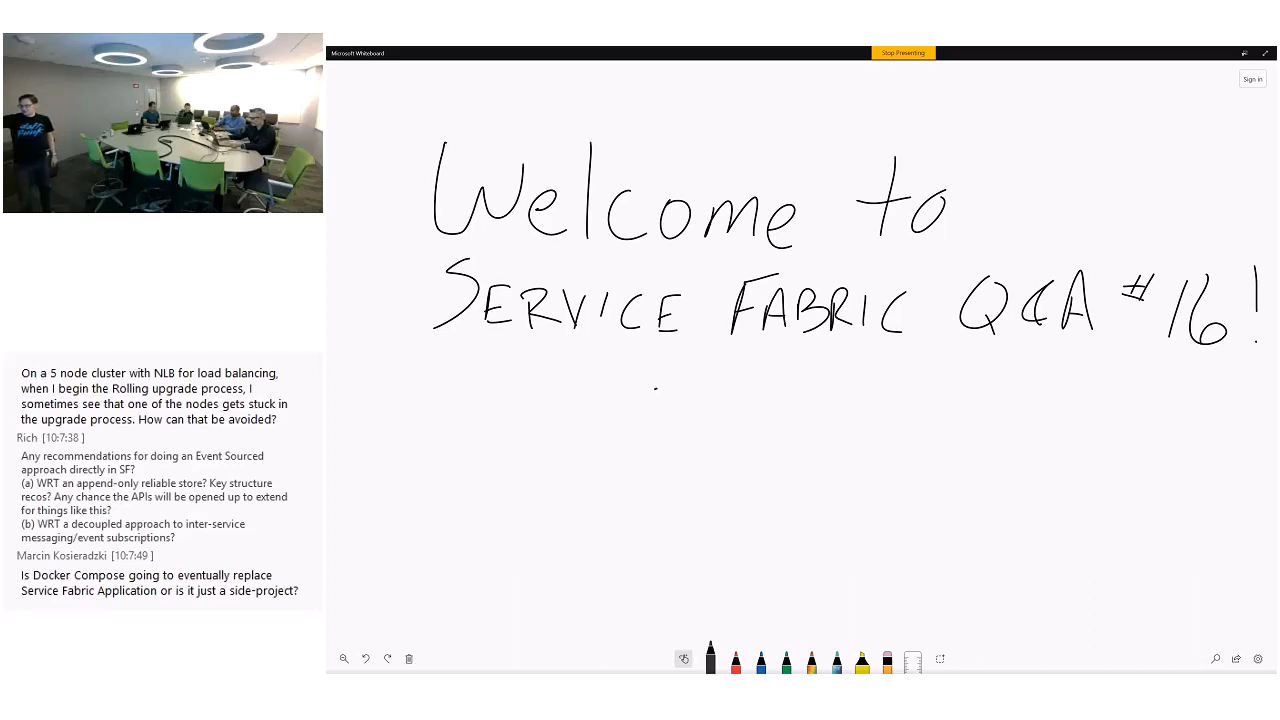 Microsoft Whiteboard
Stop Presenting
Sign in
daft
punk
Welcome to
SERVICE FABRIC Q&A #16!
On a 5 node cluster with NLB for load balancing,
when I begin the Rolling upgrade process, I
sometimes see that one of the nodes gets stuck in
the upgrade process. How can that be avoided?
Rich [10:7:38 ]
Any recommendations for doing an Event Sourced
approach directly in SF?
(a) WRT an append-only reliable store? Key structure
recos? Any chance the APIs will be opened up to extend
for things like this?
(b) WRT a decoupled approach to inter-service
messaging/event subscriptions?
Marcin Kosieradzki [10:7:49 ]
Is Docker Compose going to eventually replace
Service Fabric Application or is it just a side-project?